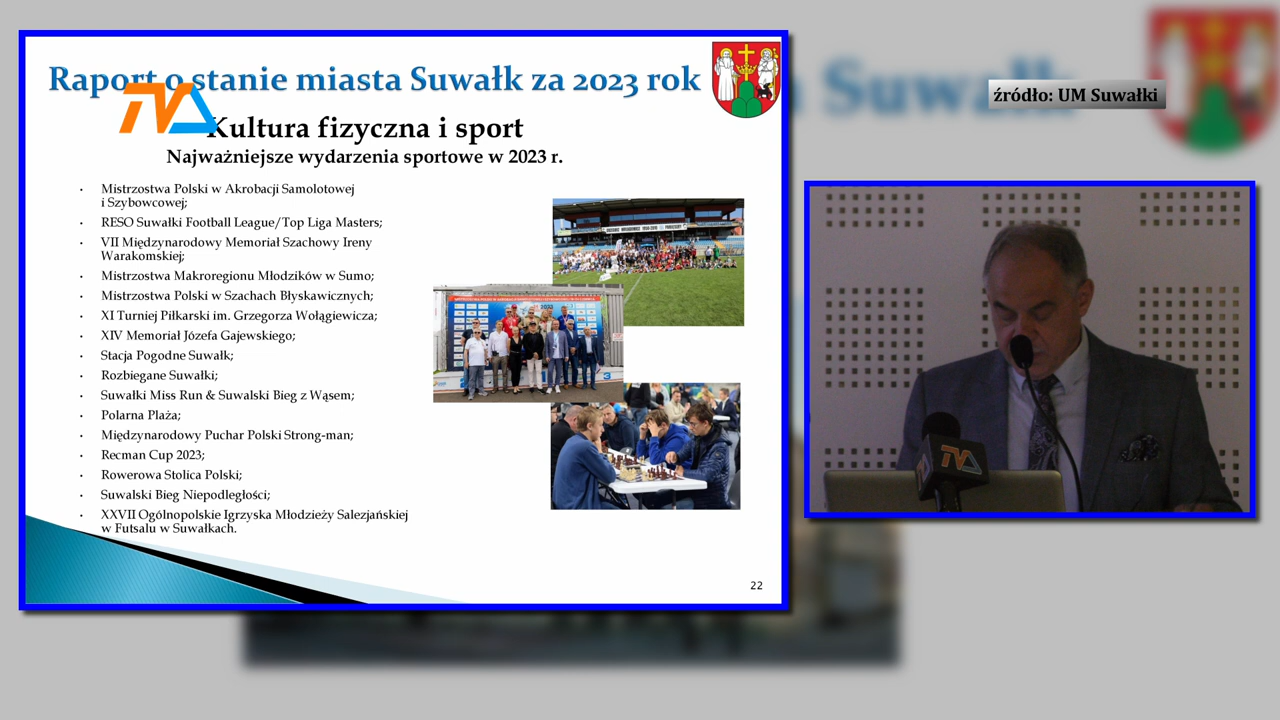 Raport o stanie miasta Suwałk za 2023 rok
Kultura fizyczna i sport
Najważniejsze wydarzenia sportowe w 2023 r.
• Mistrzostwa Polski w Akrobacji Samolotowej
i Szybowcowej;
• RESO Suwałki Football League/Top Liga Masters;
• VII Międzynarodowy Memoriał Szachowy Ireny
Warakomskiej;
• Mistrzostwa Makroregionu Młodzików w Sumo;
• Mistrzostwa Polski w Szachach Błyskawicznych;
• XI Turniej Piłkarski im. Grzegorza Wołągiewicza;
• XIV Memoriał Józefa Gajewskiego;
• Stacja Pogodne Suwałk;
• Rozbiegane Suwałki;
• Suwałki Miss Run & Suwalski Bieg z Wąsem;
• Polarna Plaża;
• Międzynarodowy Puchar Polski Strong-man;
• Recman Cup 2023;
• Rowerowa Stolica Polski;
• Suwalski Bieg Niepodległości;
• XXVII Ogólnopolskie Igrzyska Młodzieży Salezjańskiej
w Futsalu w Suwałkach.
22
źródło: UM Suwałki